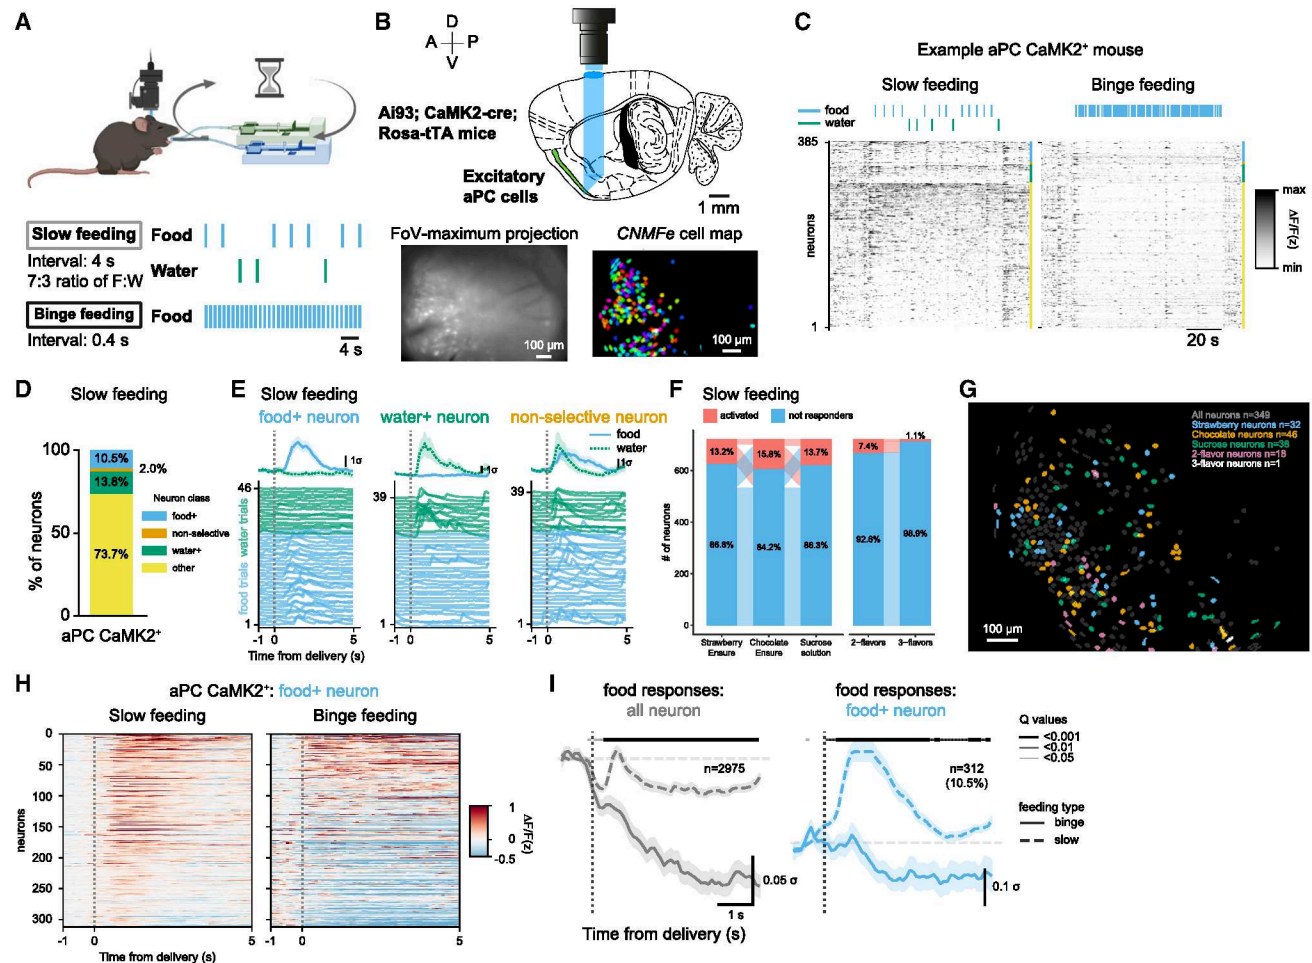 A
Slow feeding
Food
Interval: 4 s
7:3 ratio of F:W
Water
Binge feeding
Food
Interval: 0.4 s
4 s
B
D
A
P
V
Ai93; CaMK2-cre;
Rosa-tTA mice
Excitatory
aPC cells
1 mm
FoV-maximum projection
CNMFe cell map
100 μm
100 μm
C
Example aPC CaMK2+ mouse
Slow feeding
Binge feeding
food
water
385
neurons
1
max
ΔF/F(z)
min
20 s
D
Slow feeding
100
50
0
% of neurons
10.5%
2.0%
13.8%
73.7%
Neuron class
food+
non-selective
water+
other
aPC CaMK2+
E
Slow feeding
food+ neuron
water+ neuron
non-selective neuron
food
water
1σ
1σ
1σ
46
39
39
water trials
food trials
1
1
1
-1 0 5
-1 0 5
-1 0 5
Time from delivery (s)
F
Slow feeding
activated
not responders
# of neurons
600
400
200
0
13.2%
15.8%
13.7%
7.4%
1.1%
86.8%
84.2%
86.3%
92.6%
98.9%
Strawberry
Ensure
Chocolate
Ensure
Sucrose
solution
2-flavors
3-flavors
G
All neurons n=349
Strawberry neurons n=32
Chocolate neurons n=46
Sucrose neurons n=38
2-flavor neurons n=18
3-flavor neurons n=1
100 μm
H
aPC CaMK2+: food+ neuron
Slow feeding
Binge feeding
neurons
0
50
100
150
200
250
300
0
50
100
150
200
250
300
-1 0 5
-1 0 5
Time from delivery (s)
1
0
-0.5
ΔF/F(z)
I
food responses:
all neuron
n=2975
0.05 σ
1 s
food responses:
food+ neuron
n=312
(10.5%)
0.1 σ
Time from delivery (s)
Q values
<0.001
<0.01
<0.05
feeding type
binge
slow